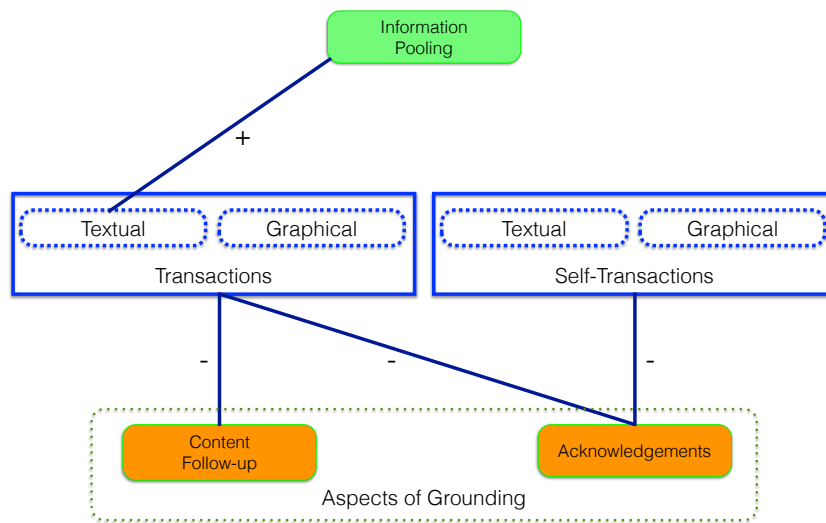 Information
Pooling
+
Textual
Graphical
Textual
Graphical
Transactions
Self-Transactions
-
-
-
Content
Follow-up
Acknowledgements
Aspects of Grounding